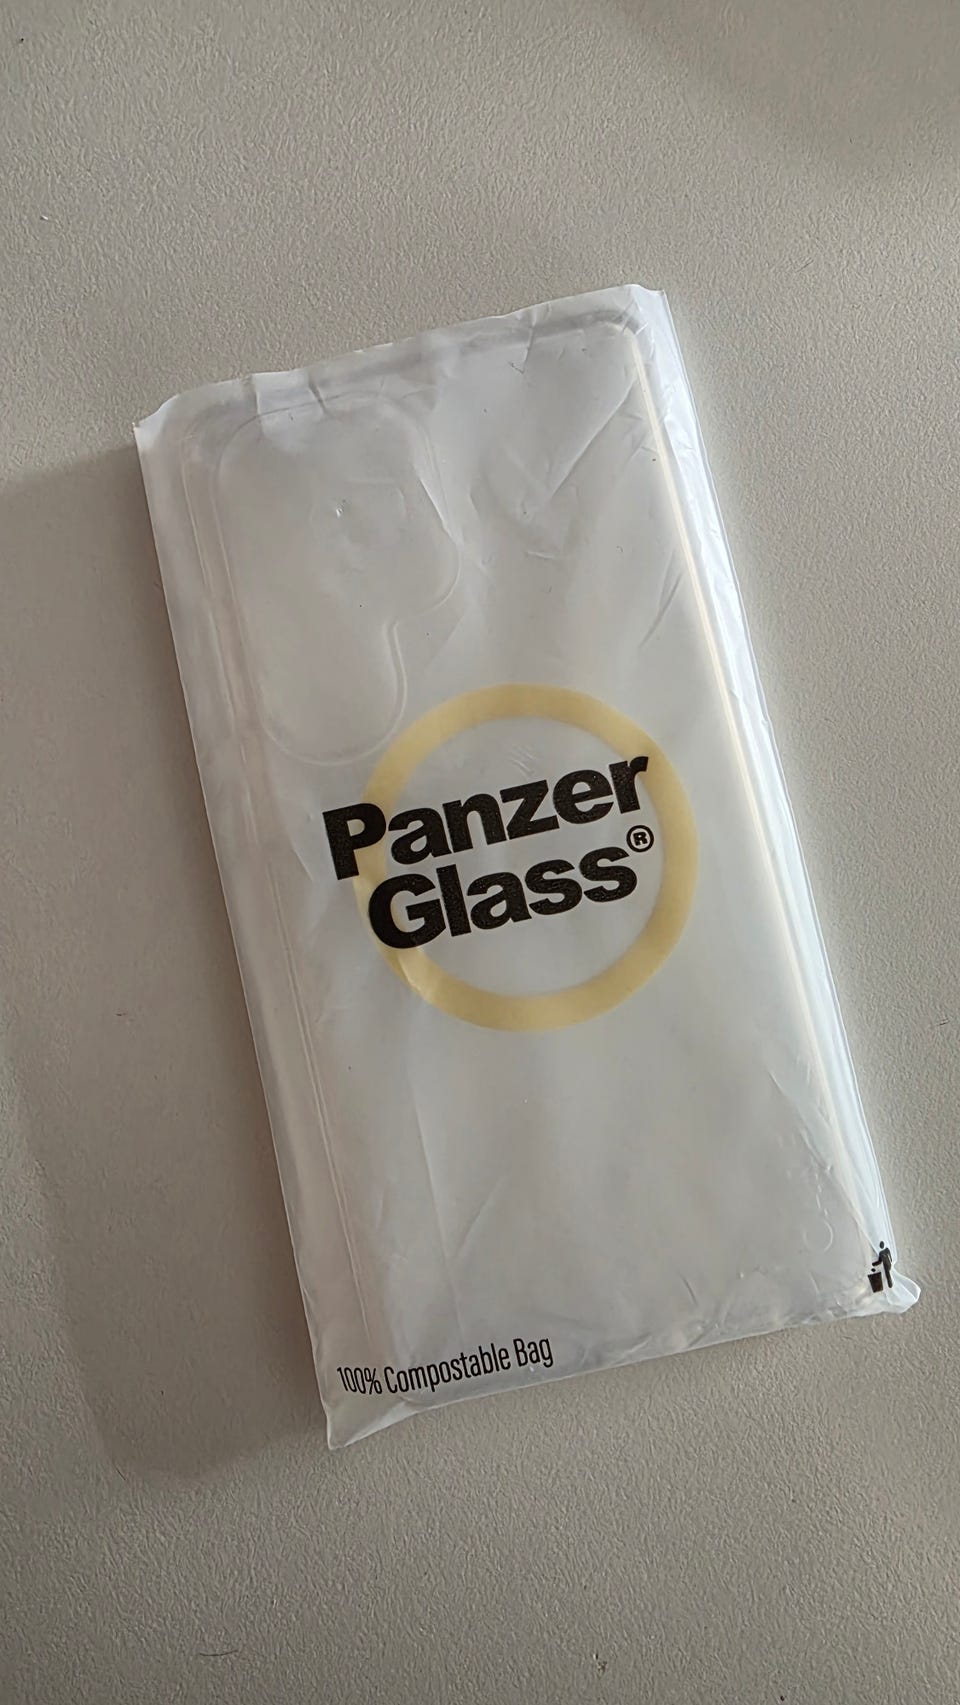 Panzer
Glass®
100% Compostable Bag